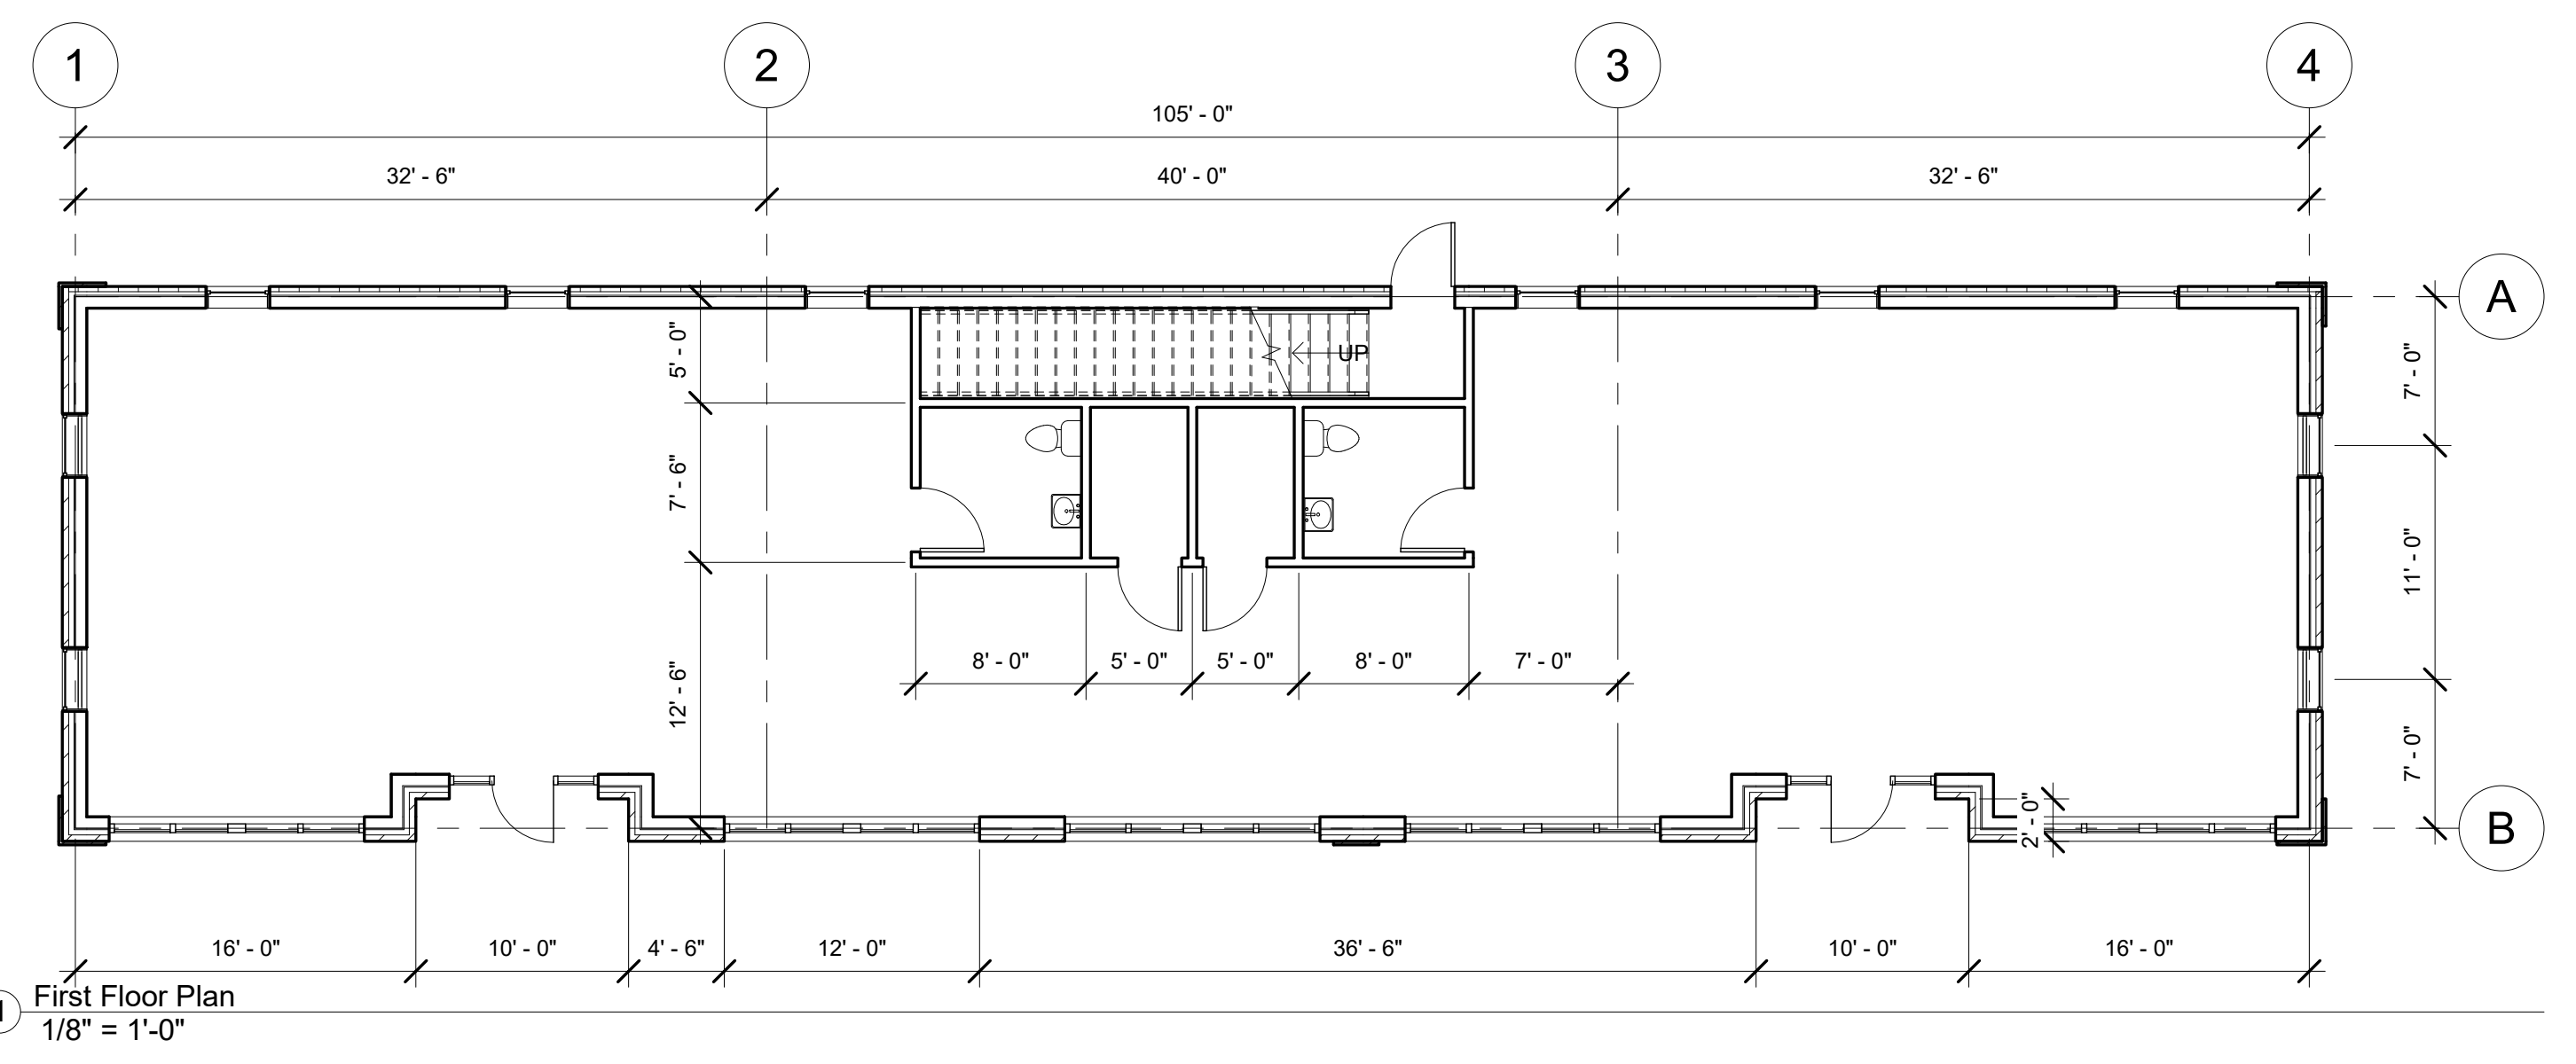 1 2 3 4
105' - 0"
32' - 6" 40' - 0" 32' - 6"
A
5' - 0"
UP
7' - 0"
7' - 6"
11' - 0"
8' - 0" 5' - 0" 5' - 0" 8' - 0" 7' - 0"
12' - 6"
7' - 0"
2' - 0"
B
16' - 0" 10' - 0" 4' - 6" 12' - 0" 36' - 6" 10' - 0" 16' - 0"
First Floor Plan
1/8" = 1'-0"